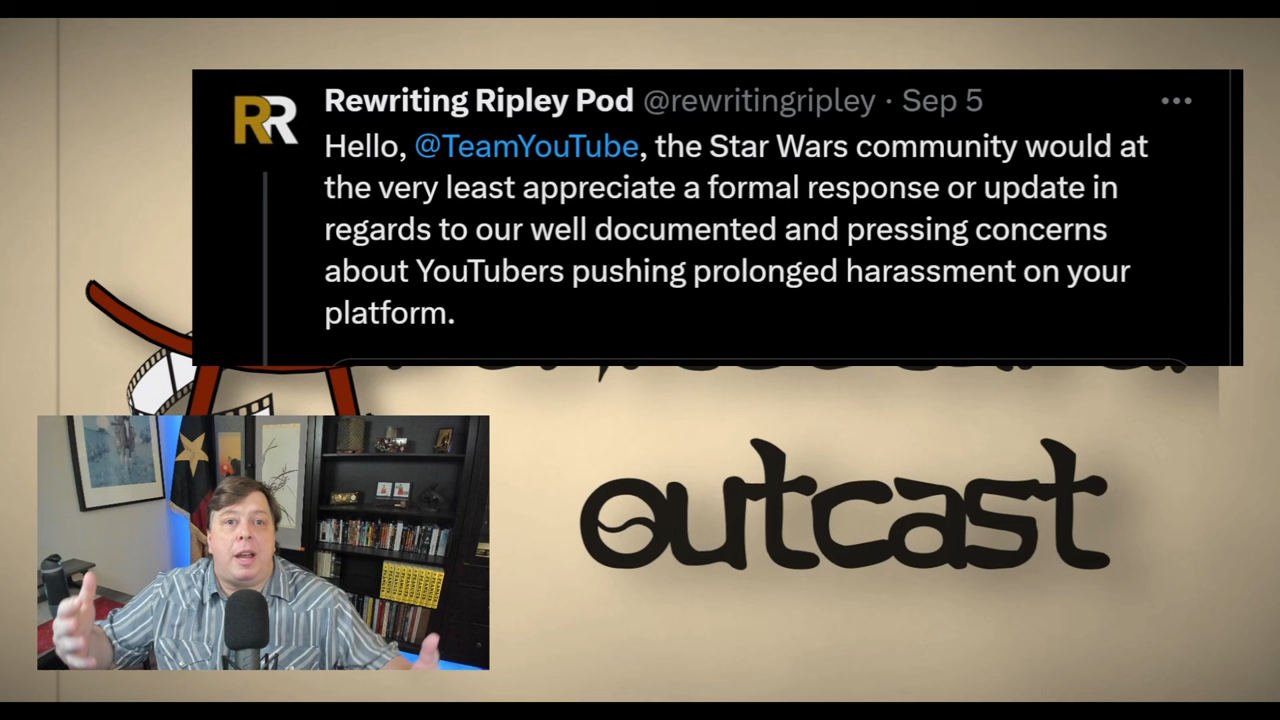 RR
Rewriting Ripley Pod @rewritingripley · Sep 5
Hello, @TeamYouTube, the Star Wars community would at
the very least appreciate a formal response or update in
regards to our well documented and pressing concerns
about YouTubers pushing prolonged harassment on your
platform.
outcast